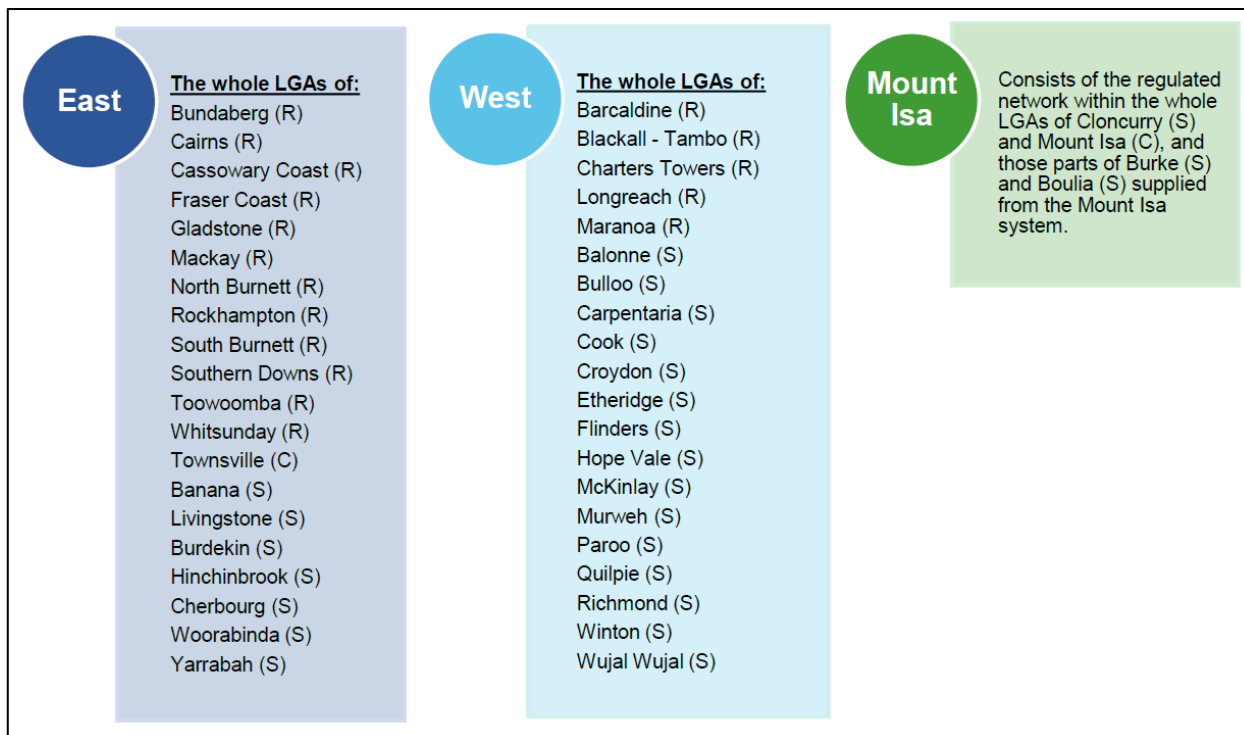 East
The whole LGAs of:
Bundaberg (R)
Cairns (R)
Cassowary Coast (R)
Fraser Coast (R)
Gladstone (R)
Mackay (R)
North Burnett (R)
Rockhampton (R)
South Burnett (R)
Southern Downs (R)
Toowoomba (R)
Whitsunday (R)
Townsville (C)
Banana (S)
Livingstone (S)
Burdekin (S)
Hinchinbrook (S)
Cherbourg (S)
Woorabinda (S)
Yarrabah (S)
West
The whole LGAs of:
Barcaldine (R)
Blackall - Tambo (R)
Charters Towers (R)
Longreach (R)
Maranoa (R)
Balonne (S)
Bulloo (S)
Carpentaria (S)
Cook (S)
Croydon (S)
Etheridge (S)
Flinders (S)
Hope Vale (S)
McKinlay (S)
Murweh (S)
Paroo (S)
Quilpie (S)
Richmond (S)
Winton (S)
Wujal Wujal (S)
Mount
Isa
Consists of the regulated
network within the whole
LGAs of Cloncurry (S)
and Mount Isa (C), and
those parts of Burke (S)
and Boulia (S) supplied
from the Mount Isa
system.